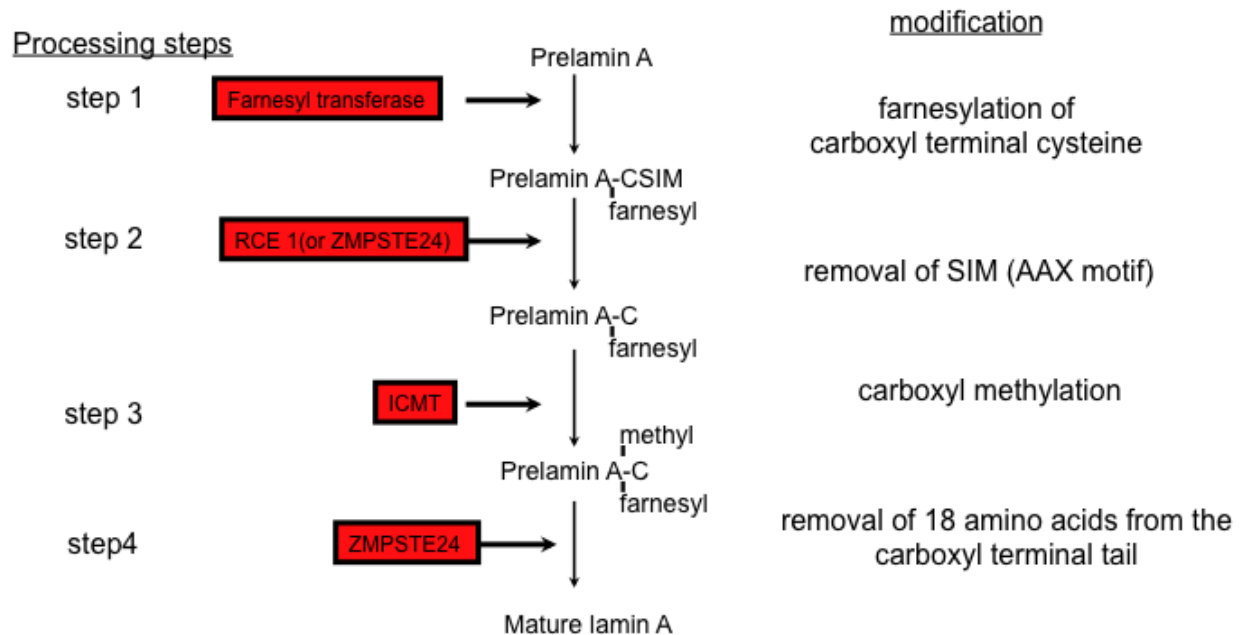 modification
Processing steps
Prelamin A
step 1
Farnesyl transferase
farnesylation of
carboxyl terminal cysteine
Prelamin A-CSIM
farnesyl
step 2
RCE 1(or ZMPSTE24)
removal of SIM (AAX motif)
Prelamin A-C
farnesyl
step 3
ICMT
carboxyl methylation
methyl
Prelamin A-C
farnesyl
step4
ZMPSTE24
removal of 18 amino acids from the
carboxyl terminal tail
Mature lamin A